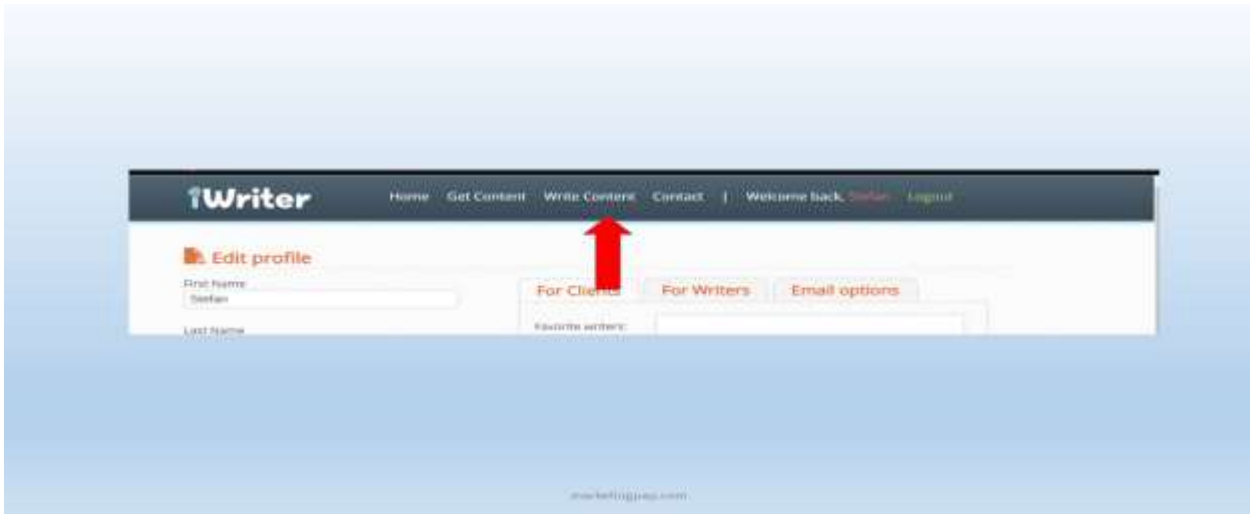 iWriter Home Get Content Write Content Contact | Welcome back, Stefan Logout
Edit profile
First Name
Stefan
For Clients For Writers Email options
Last Name
Favorite writers: